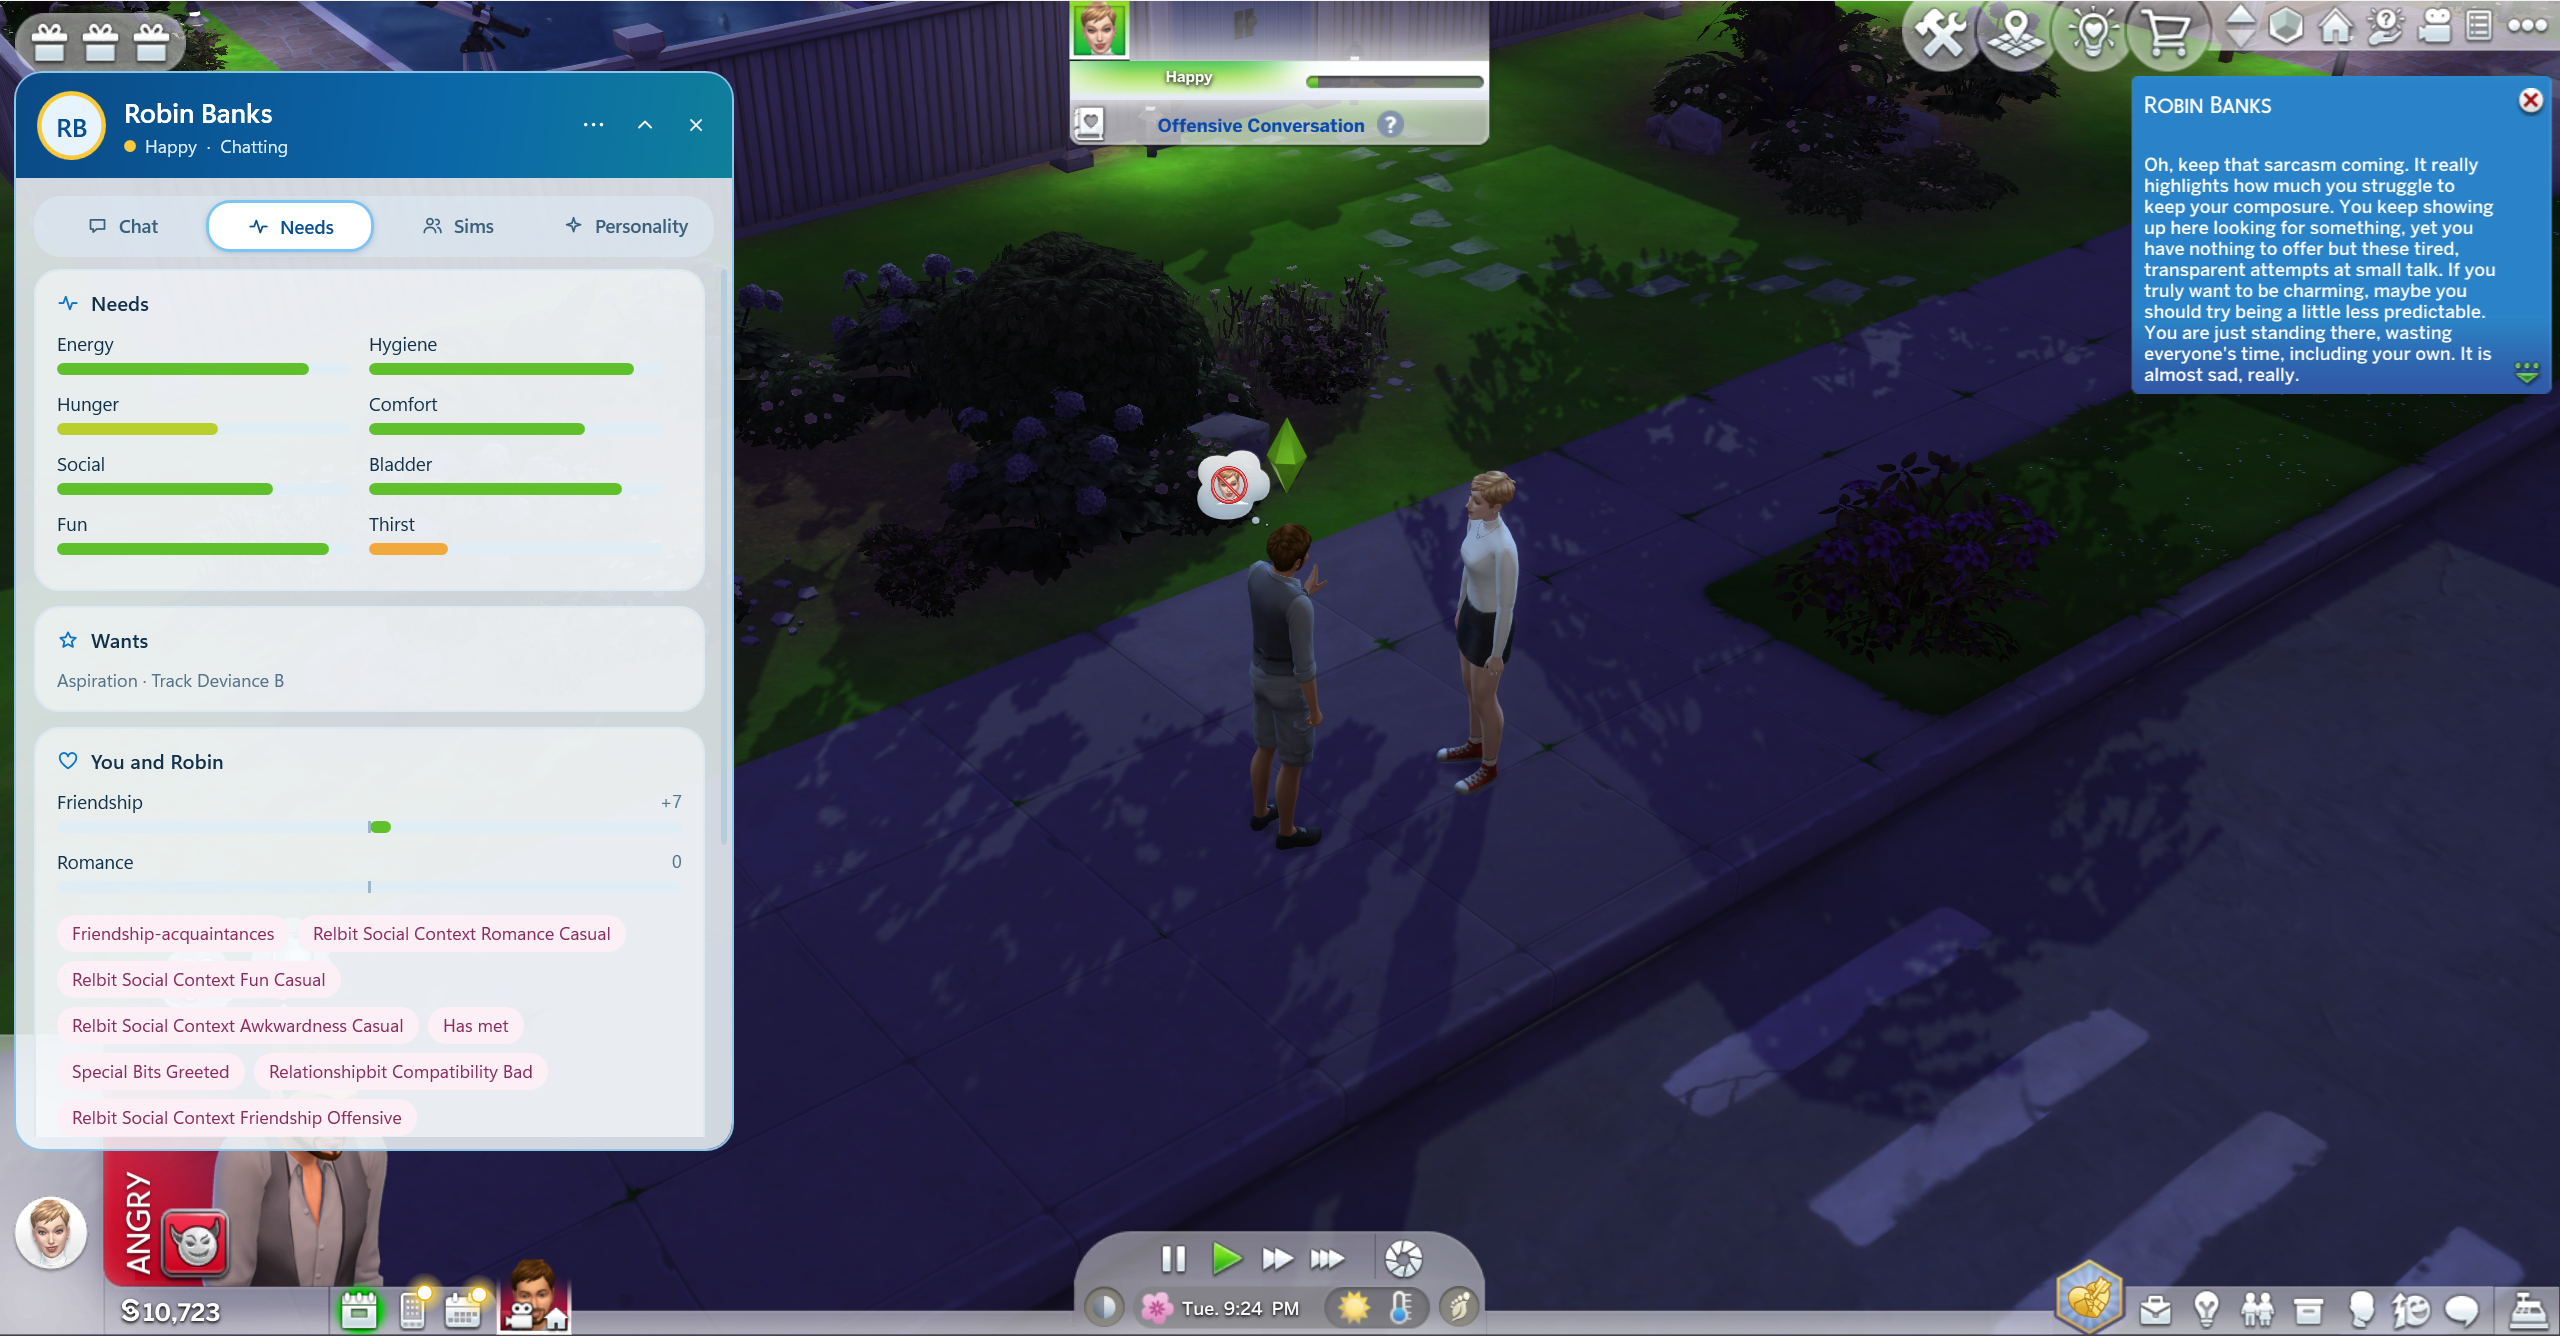 RB
Robin Banks
Happy · Chatting
Chat
Needs
Sims
Personality
Needs
Energy
Hygiene
Hunger
Comfort
Social
Bladder
Fun
Thirst
Wants
Aspiration · Track Deviance B
You and Robin
Friendship
+7
Romance
0
Friendship-acquaintances
Relbit Social Context Romance Casual
Relbit Social Context Fun Casual
Relbit Social Context Awkwardness Casual
Has met
Special Bits Greeted
Relationshipbit Compatibility Bad
Relbit Social Context Friendship Offensive
Happy
Offensive Conversation ?
ROBIN BANKS
Oh, keep that sarcasm coming. It really
highlights how much you struggle to
keep your composure. You keep showing
up here looking for something, yet you
have nothing to offer but these tired,
transparent attempts at small talk. If you
truly want to be charming, maybe you
should try being a little less predictable.
You are just standing there, wasting
everyone's time, including your own. It is
almost sad, really.
ANGRY
§10,723
Tue. 9:24 PM